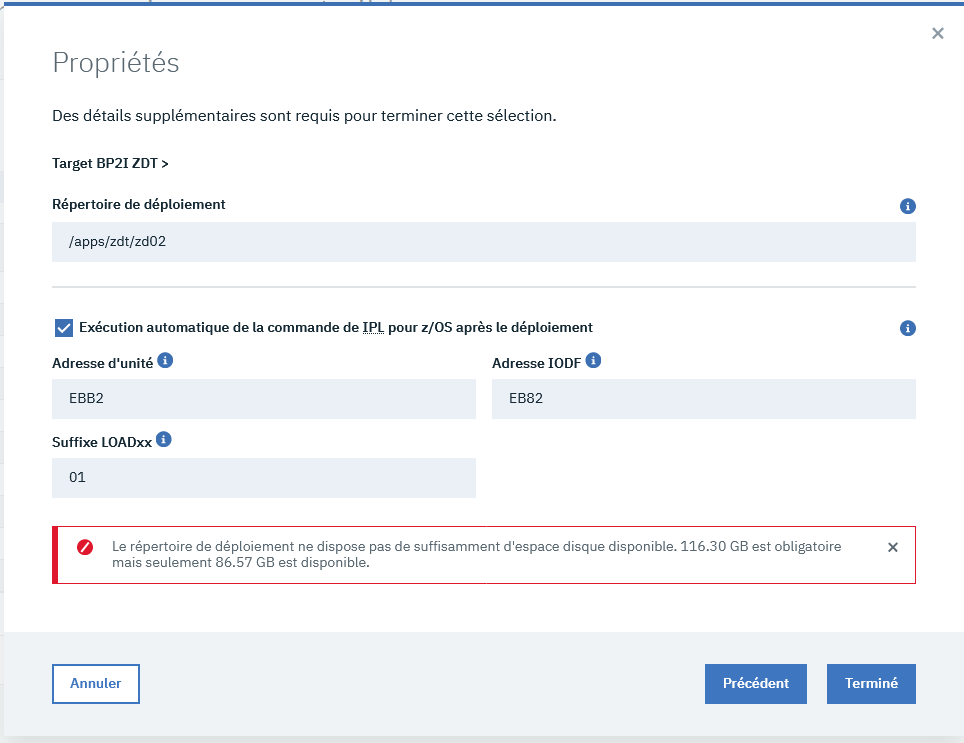 Propriétés
Des détails supplémentaires sont requis pour terminer cette sélection.
Target BP2I ZDT >
Répertoire de déploiement
/apps/zdt/zd02
Exécution automatique de la commande de IPL pour z/OS après le déploiement
Adresse d'unité
Adresse IODF
EBB2
EB82
Suffixe LOADxx
01
Le répertoire de déploiement ne dispose pas de suffisamment d'espace disque disponible. 116.30 GB est obligatoire
mais seulement 86.57 GB est disponible.
Annuler
Précédent
Terminé